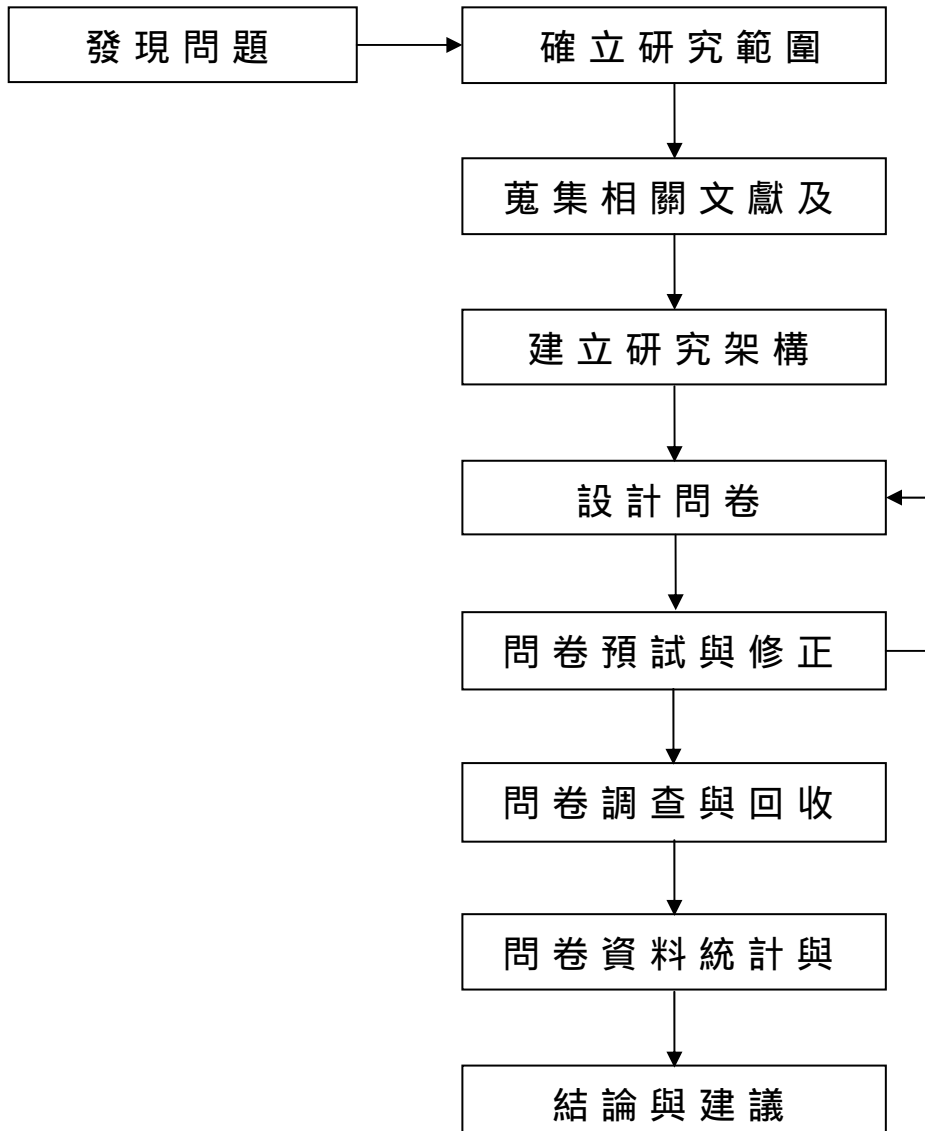 發現問題
確立研究範圍
蒐集相關文獻及
建立研究架構
設計問卷
問卷預試與修正
問卷調查與回收
問卷資料統計與
結論與建議